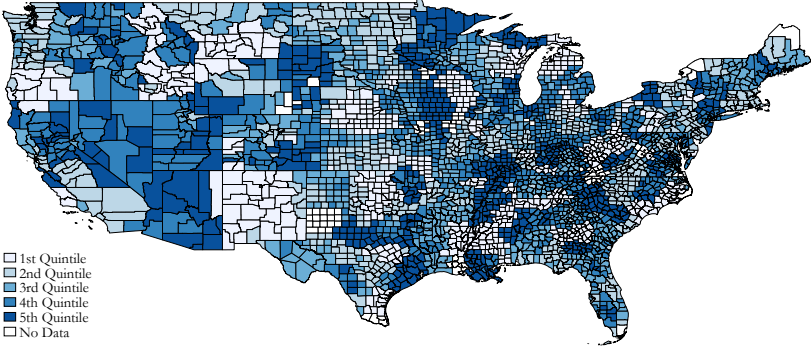 1st Quintile
2nd Quintile
3rd Quintile
4th Quintile
5th Quintile
No Data